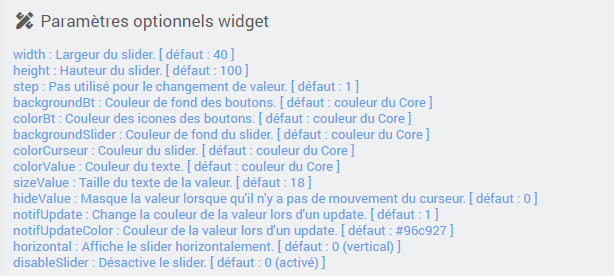 Paramètres optionnels widget
width : Largeur du slider. [ défaut : 40 ]
height : Hauteur du slider. [ défaut : 100 ]
step : Pas utilisé pour le changement de valeur. [ défaut : 1 ]
backgroundBt : Couleur de fond des boutons. [ défaut : couleur du Core ]
colorBt : Couleur des icones des boutons. [ défaut : couleur du Core ]
backgroundSlider : Couleur de fond du slider. [ défaut : couleur du Core ]
colorCurseur : Couleur du slider. [ défaut : couleur du Core ]
colorValue : Couleur du texte. [ défaut : couleur du Core ]
sizeValue : Taille du texte de la valeur. [ défaut : 18 ]
hideValue : Masque la valeur lorsque qu'il n'y a pas de mouvement du curseur. [ défaut : 0 ]
notifUpdate : Change la couleur de la valeur lors d'un update. [ défaut : 1 ]
notifUpdateColor : Couleur de la valeur lors d'un update. [ défaut : #96c927 ]
horizontal : Affiche le slider horizontalement. [ défaut : 0 (vertical) ]
disableSlider : Désactive le slider. [ défaut : 0 (activé) ]